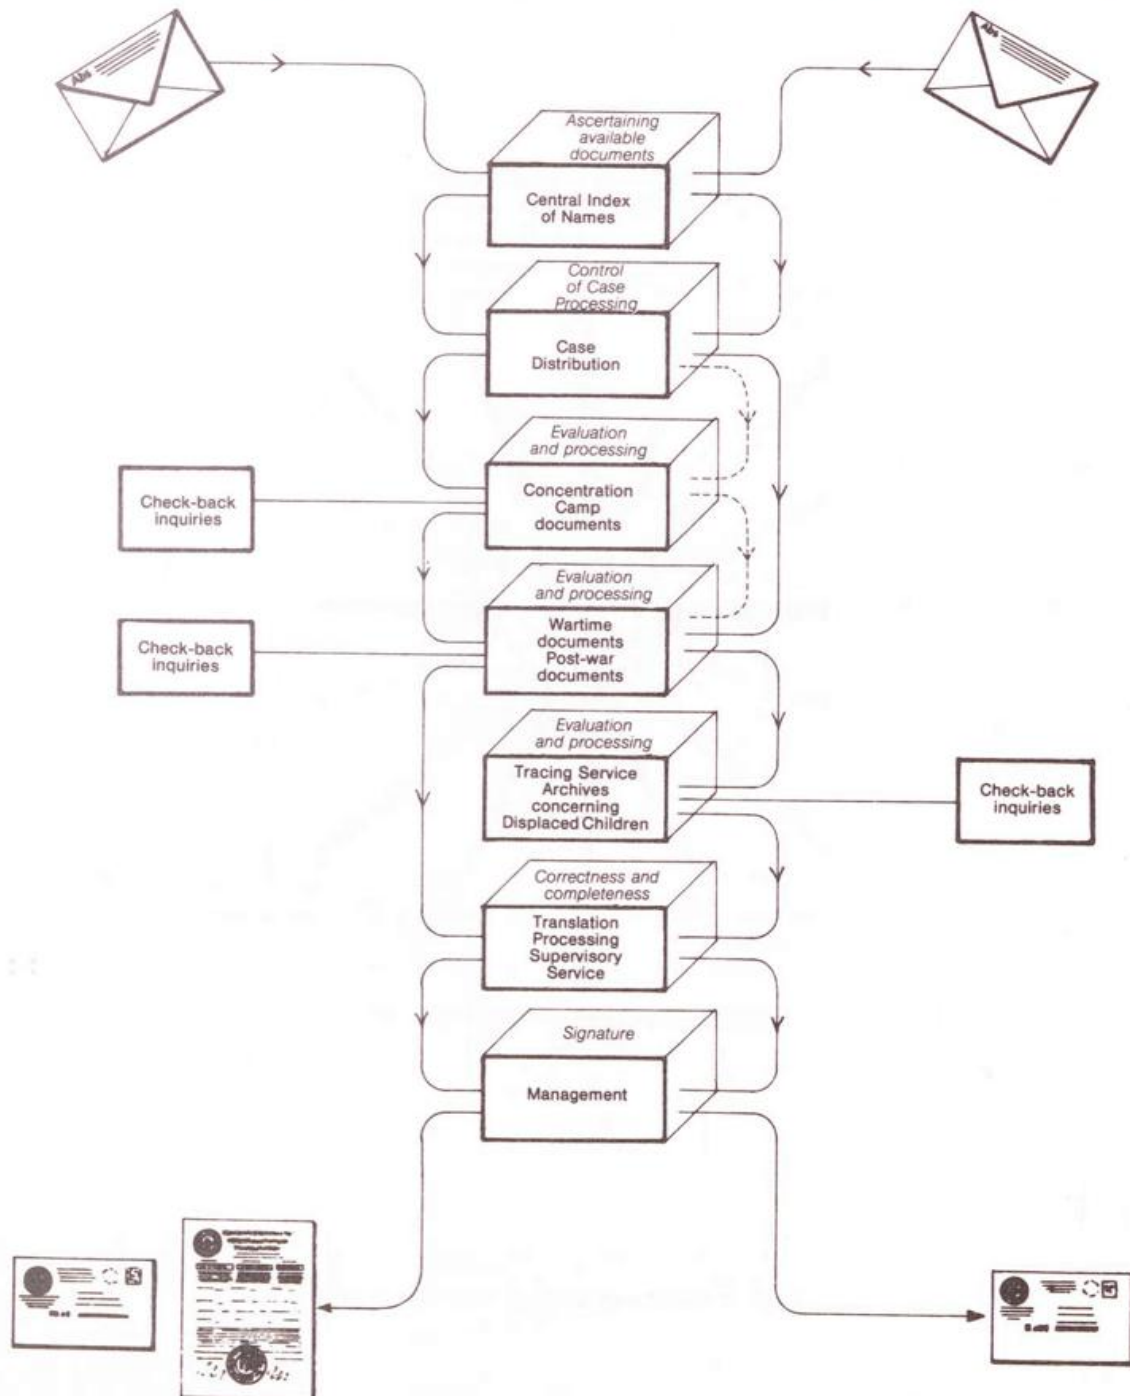 Abs
Abs
Ascertaining
available
documents
Central Index
of Names
Control
of Case
Processing
Case
Distribution
Evaluation
and processing
Check-back
inquiries
Concentration
Camp
documents
Evaluation
and processing
Check-back
inquiries
Wartime
documents
Post-war
documents
Evaluation
and processing
Tracing Service
Archives
concerning
Displaced Children
Check-back
inquiries
Correctness and
completeness
Translation
Processing
Supervisory
Service
Signature
Management